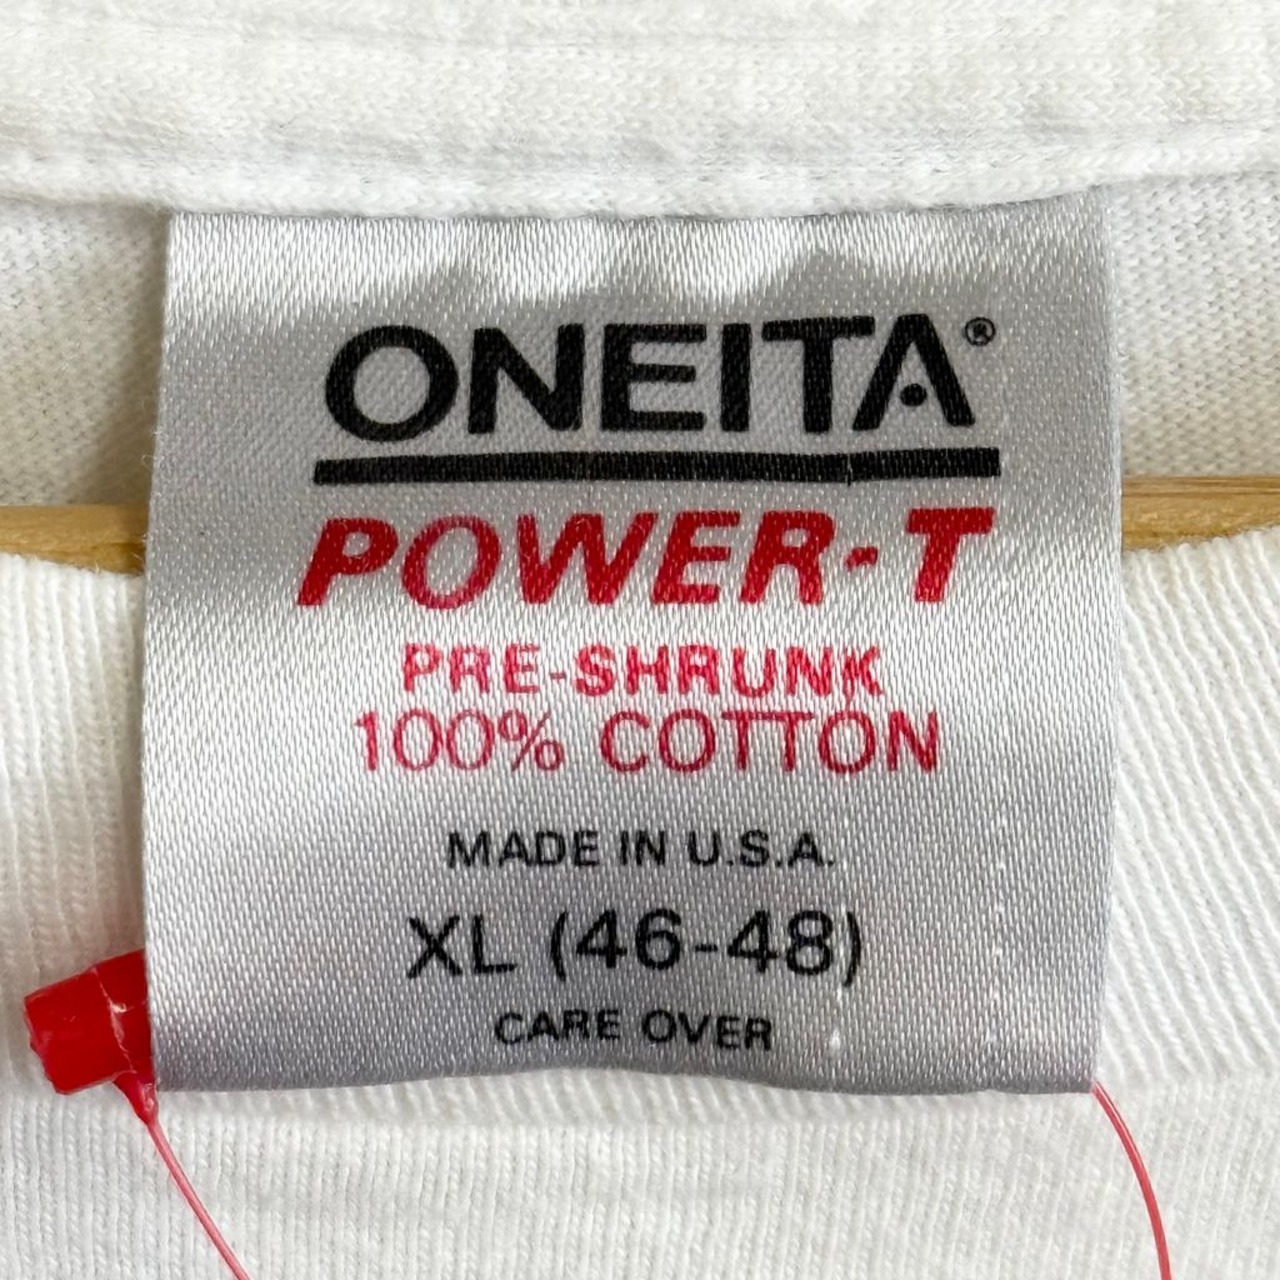 ONEITA®
POWER-T
PRE-SHRUNK
100% COTTON
MADE IN U.S.A.
XL (46-48)
CARE OVER